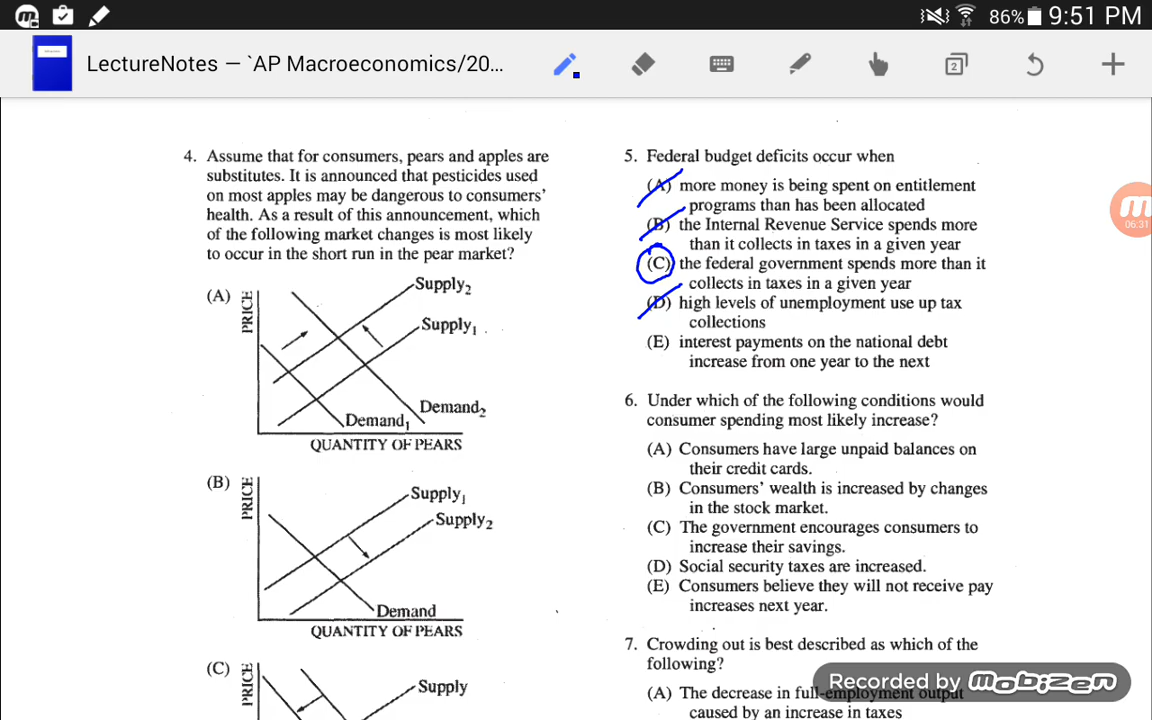 86% 9:51 PM
LectureNotes — `AP Macroeconomics/20...
2
4. Assume that for consumers, pears and apples are
substitutes. It is announced that pesticides used
on most apples may be dangerous to consumers'
health. As a result of this announcement, which
of the following market changes is most likely
to occur in the short run in the pear market?
(A)
PRICE
Supply2
Supply1
Demand2
Demand1
QUANTITY OF PEARS
(B)
PRICE
Supply1
Supply2
Demand
QUANTITY OF PEARS
(C)
PRICE
Supply
5. Federal budget deficits occur when
(A) more money is being spent on entitlement
programs than has been allocated
(B) the Internal Revenue Service spends more
than it collects in taxes in a given year
(C) the federal government spends more than it
collects in taxes in a given year
(D) high levels of unemployment use up tax
collections
(E) interest payments on the national debt
increase from one year to the next
6. Under which of the following conditions would
consumer spending most likely increase?
(A) Consumers have large unpaid balances on
their credit cards.
(B) Consumers' wealth is increased by changes
in the stock market.
(C) The government encourages consumers to
increase their savings.
(D) Social security taxes are increased.
(E) Consumers believe they will not receive pay
increases next year.
7. Crowding out is best described as which of the
following?
(A) The decrease in full-employment output
caused by an increase in taxes
06:31
Recorded by mobizen